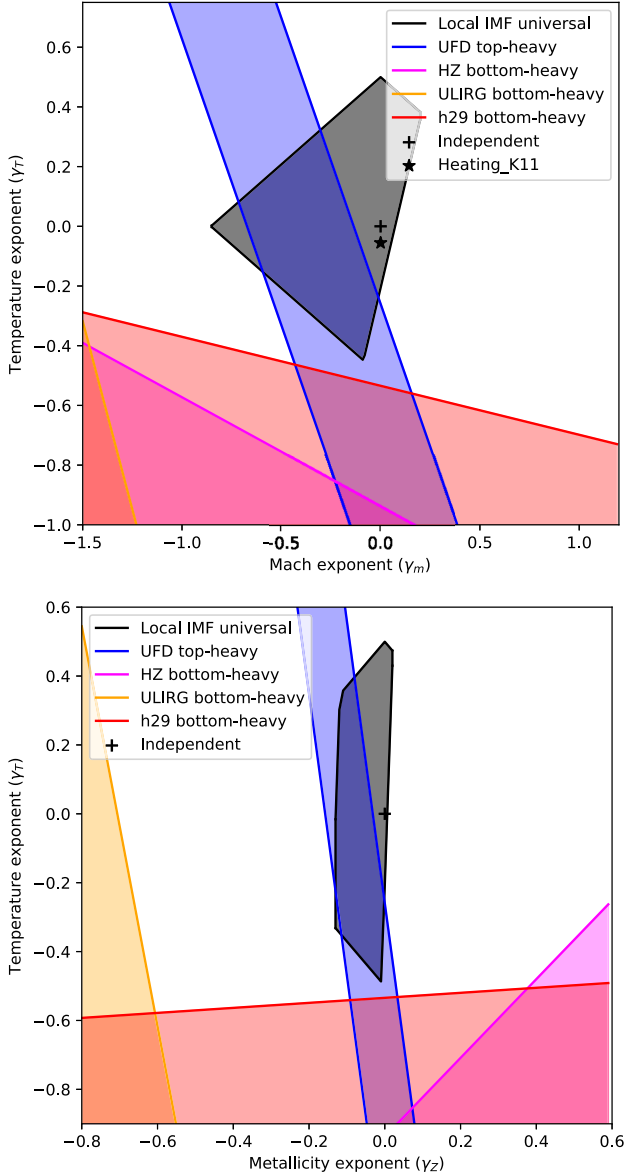 Temperature exponent (γT)
0.6
0.4
0.2
0.0
−0.2
−0.4
−0.6
−0.8
−1.0
Local IMF universal
UFD top-heavy
HZ bottom-heavy
ULIRG bottom-heavy
h29 bottom-heavy
Independent
Heating_K11
−1.5 −1.0 −0.5 0.0 0.5 1.0
Mach exponent (γm)
Temperature exponent (γT)
0.6
0.4
0.2
0.0
−0.2
−0.4
−0.6
−0.8
Local IMF universal
UFD top-heavy
HZ bottom-heavy
ULIRG bottom-heavy
h29 bottom-heavy
Independent
−0.8 −0.6 −0.4 −0.2 0.0 0.2 0.4 0.6
Metallicity exponent (γZ)